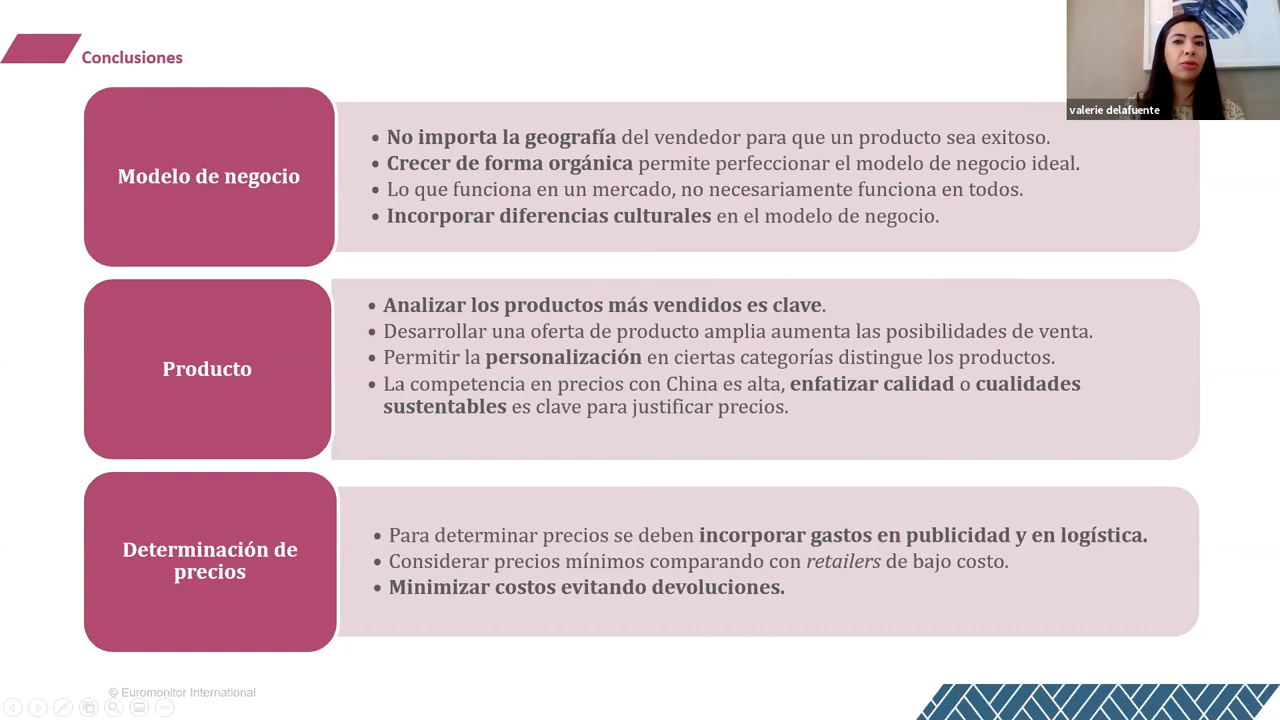 Conclusiones
valerie delafuente
Modelo de negocio
• No importa la geografía del vendedor para que un producto sea exitoso.
• Crecer de forma orgánica permite perfeccionar el modelo de negocio ideal.
• Lo que funciona en un mercado, no necesariamente funciona en todos.
• Incorporar diferencias culturales en el modelo de negocio.
Producto
• Analizar los productos más vendidos es clave.
• Desarrollar una oferta de producto amplia aumenta las posibilidades de venta.
• Permitir la personalización en ciertas categorías distingue los productos.
• La competencia en precios con China es alta, enfatizar calidad o cualidades
sustentables es clave para justificar precios.
Determinación de
precios
• Para determinar precios se deben incorporar gastos en publicidad y en logística.
• Considerar precios mínimos comparando con retailers de bajo costo.
• Minimizar costos evitando devoluciones.
© Euromonitor International